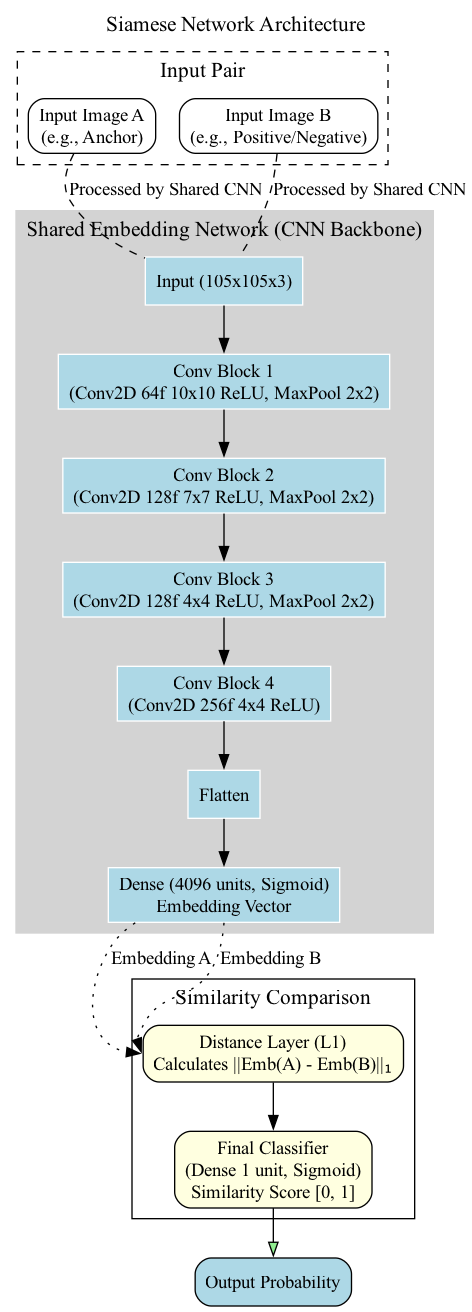 Siamese Network Architecture
Input Pair
Input Image A
(e.g., Anchor)
Input Image B
(e.g., Positive/Negative)
Processed by Shared CNN
Processed by Shared CNN
Shared Embedding Network (CNN Backbone)
Input (105x105x3)
Conv Block 1
(Conv2D 64f 10x10 ReLU, MaxPool 2x2)
Conv Block 2
(Conv2D 128f 7x7 ReLU, MaxPool 2x2)
Conv Block 3
(Conv2D 128f 4x4 ReLU, MaxPool 2x2)
Conv Block 4
(Conv2D 256f 4x4 ReLU)
Flatten
Dense (4096 units, Sigmoid)
Embedding Vector
Embedding A
Embedding B
Similarity Comparison
Distance Layer (L1)
Calculates ||Emb(A) - Emb(B)||₁
Final Classifier
(Dense 1 unit, Sigmoid)
Similarity Score [0, 1]
Output Probability